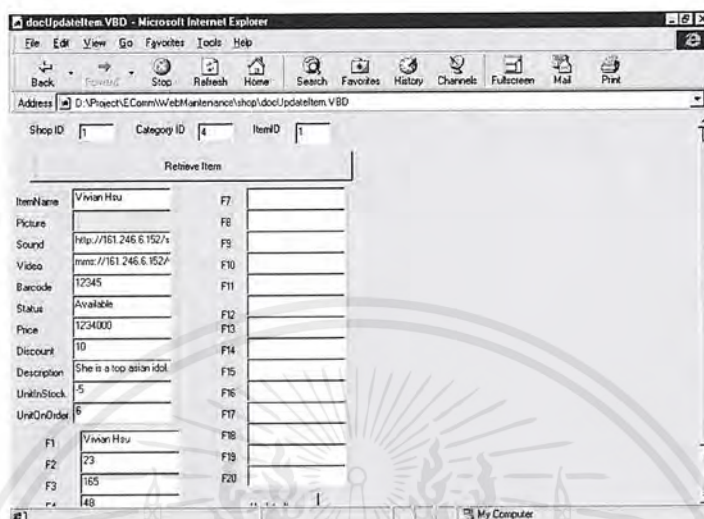 docUpdateItem.VBD - Microsoft Internet Explorer
File Edit View Go Favorites Tools Help
Back Forward Stop Refresh Home Search Favorites History Channels Fullscreen Mail Print
Address D:\Project\EComm\WebMantenance\shop\docUpdateItem.VBD
Shop ID 1 Category ID 4 ItemID 1
Retrieve Item
ItemName Vivian Hsu F7
Picture F8
Sound http://161.246.6.152/s F9
Video mms://161.246.6.152/ F10
Barcode 12345 F11
Status Available F12
Price 1234000 F13
Discount 10 F14
Description She is a top asian idol. F15
UnitInStock -5 F16
UnitOnOrder 6 F17
F1 Vivian Hsu F18
F2 23 F19
F3 165 F20
48
My Computer